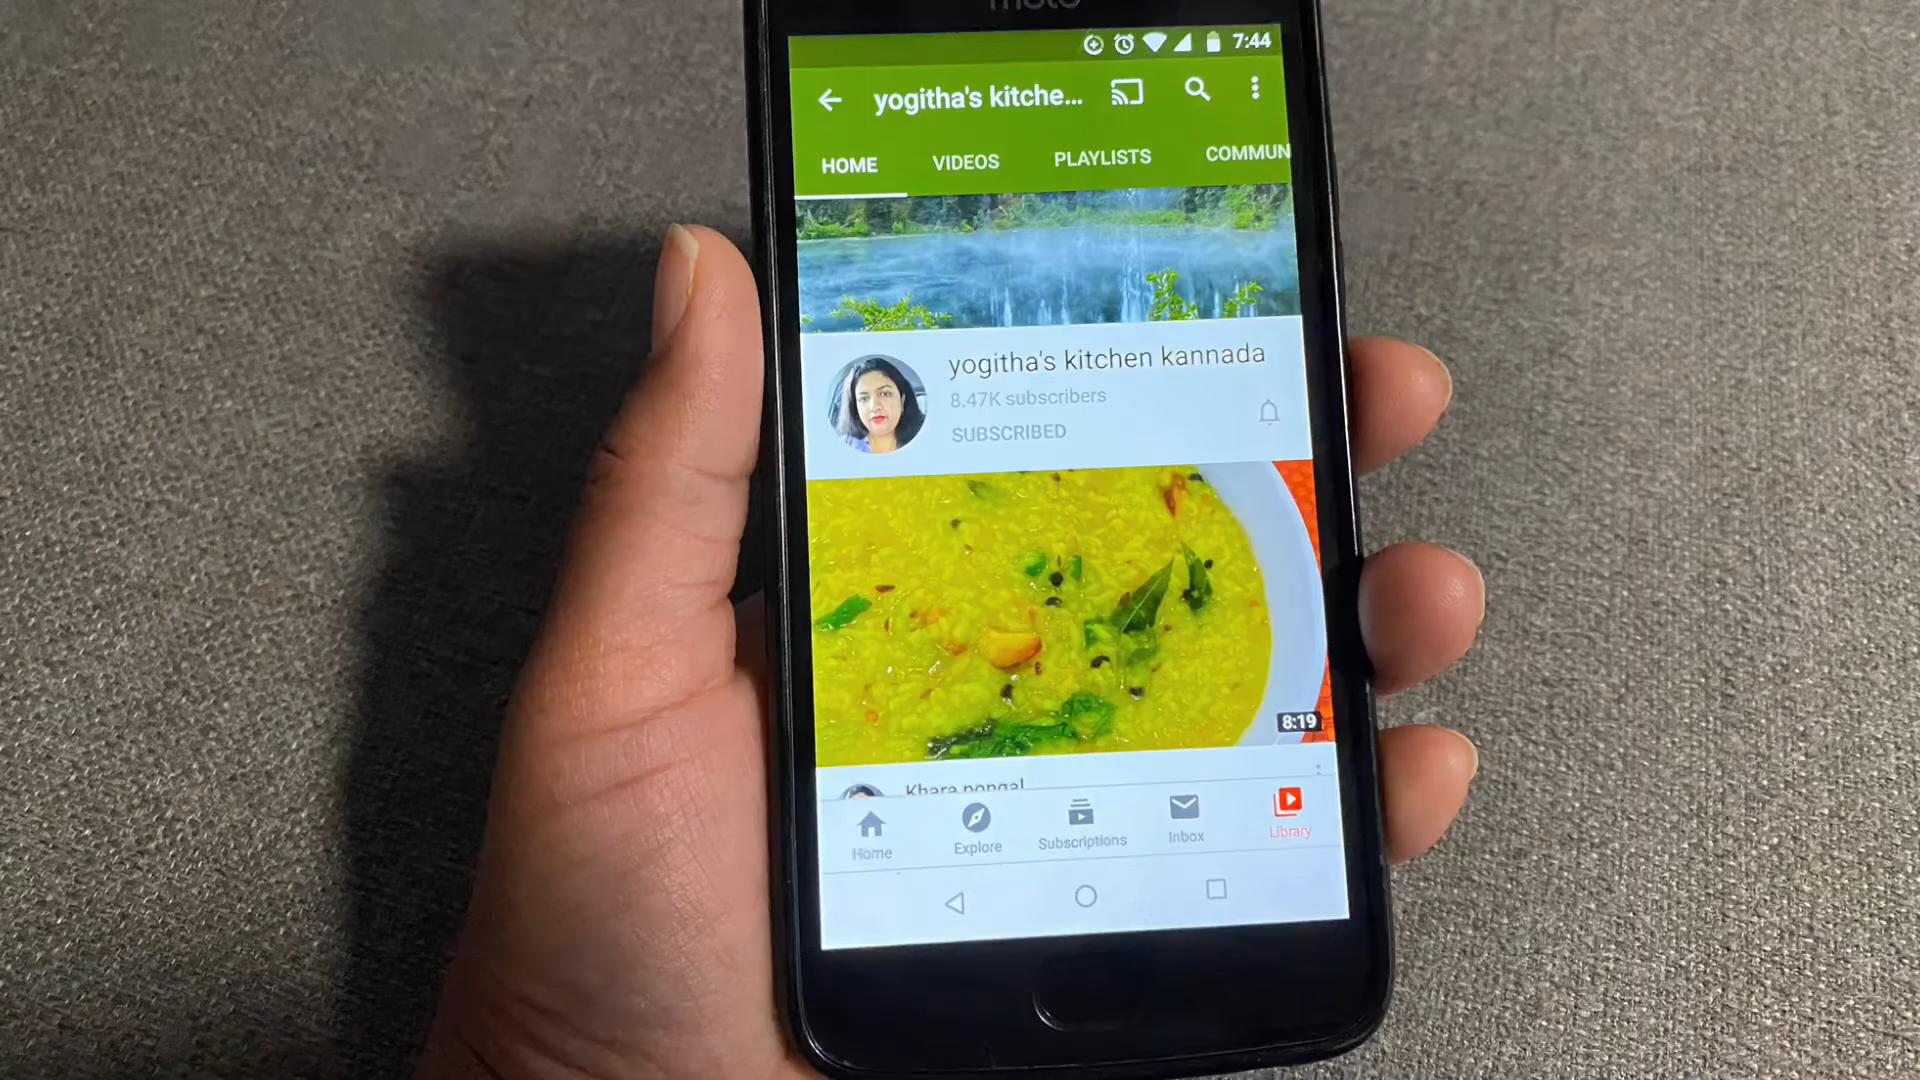 moto
7:44
yogitha's kitche...
HOME VIDEOS PLAYLISTS COMMUN
yogitha's kitchen kannada
8.47K subscribers
SUBSCRIBED
8:19
Khara pongal
Home Explore Subscriptions Inbox Library